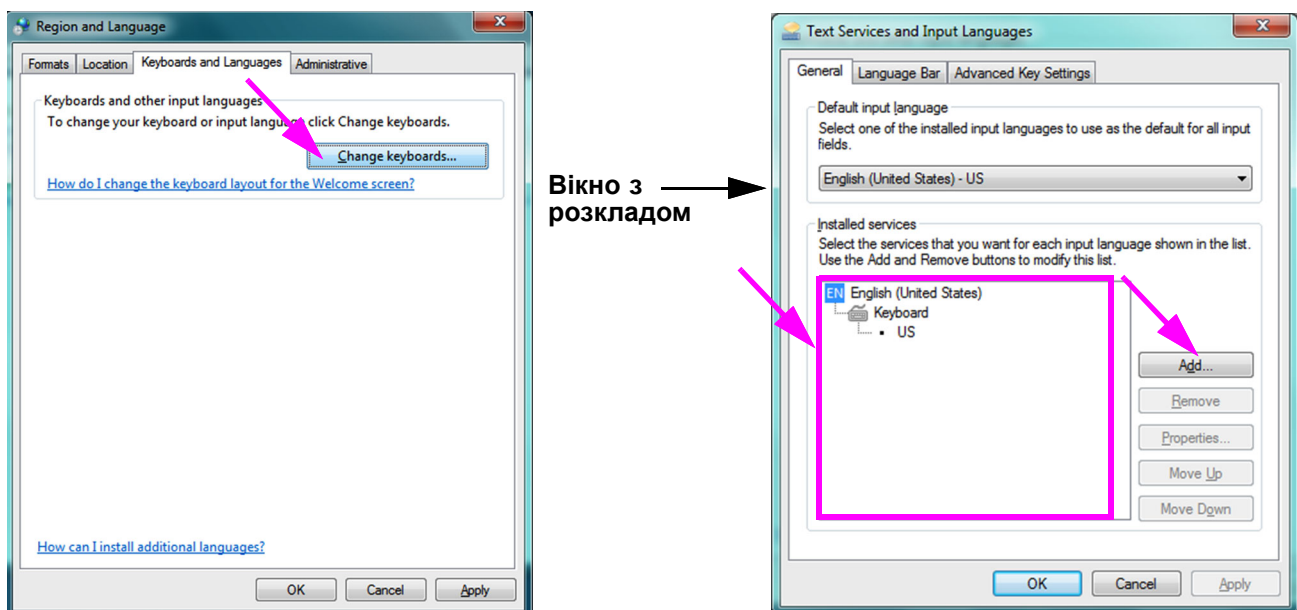 Region and Language
Formats Location Keyboards and Languages Administrative
Keyboards and other input languages
To change your keyboard or input language click Change keyboards.
Change keyboards...
How do I change the keyboard layout for the Welcome screen?
How can I install additional languages?
OK Cancel Apply
Вікно з
розкладом
Text Services and Input Languages
General Language Bar Advanced Key Settings
Default input language
Select one of the installed input languages to use as the default for all input
fields.
English (United States) - US
Installed services
Select the services that you want for each input language shown in the list.
Use the Add and Remove buttons to modify this list.
EN English (United States)
Keyboard
US
Add...
Remove
Properties...
Move Up
Move Down
OK Cancel Apply